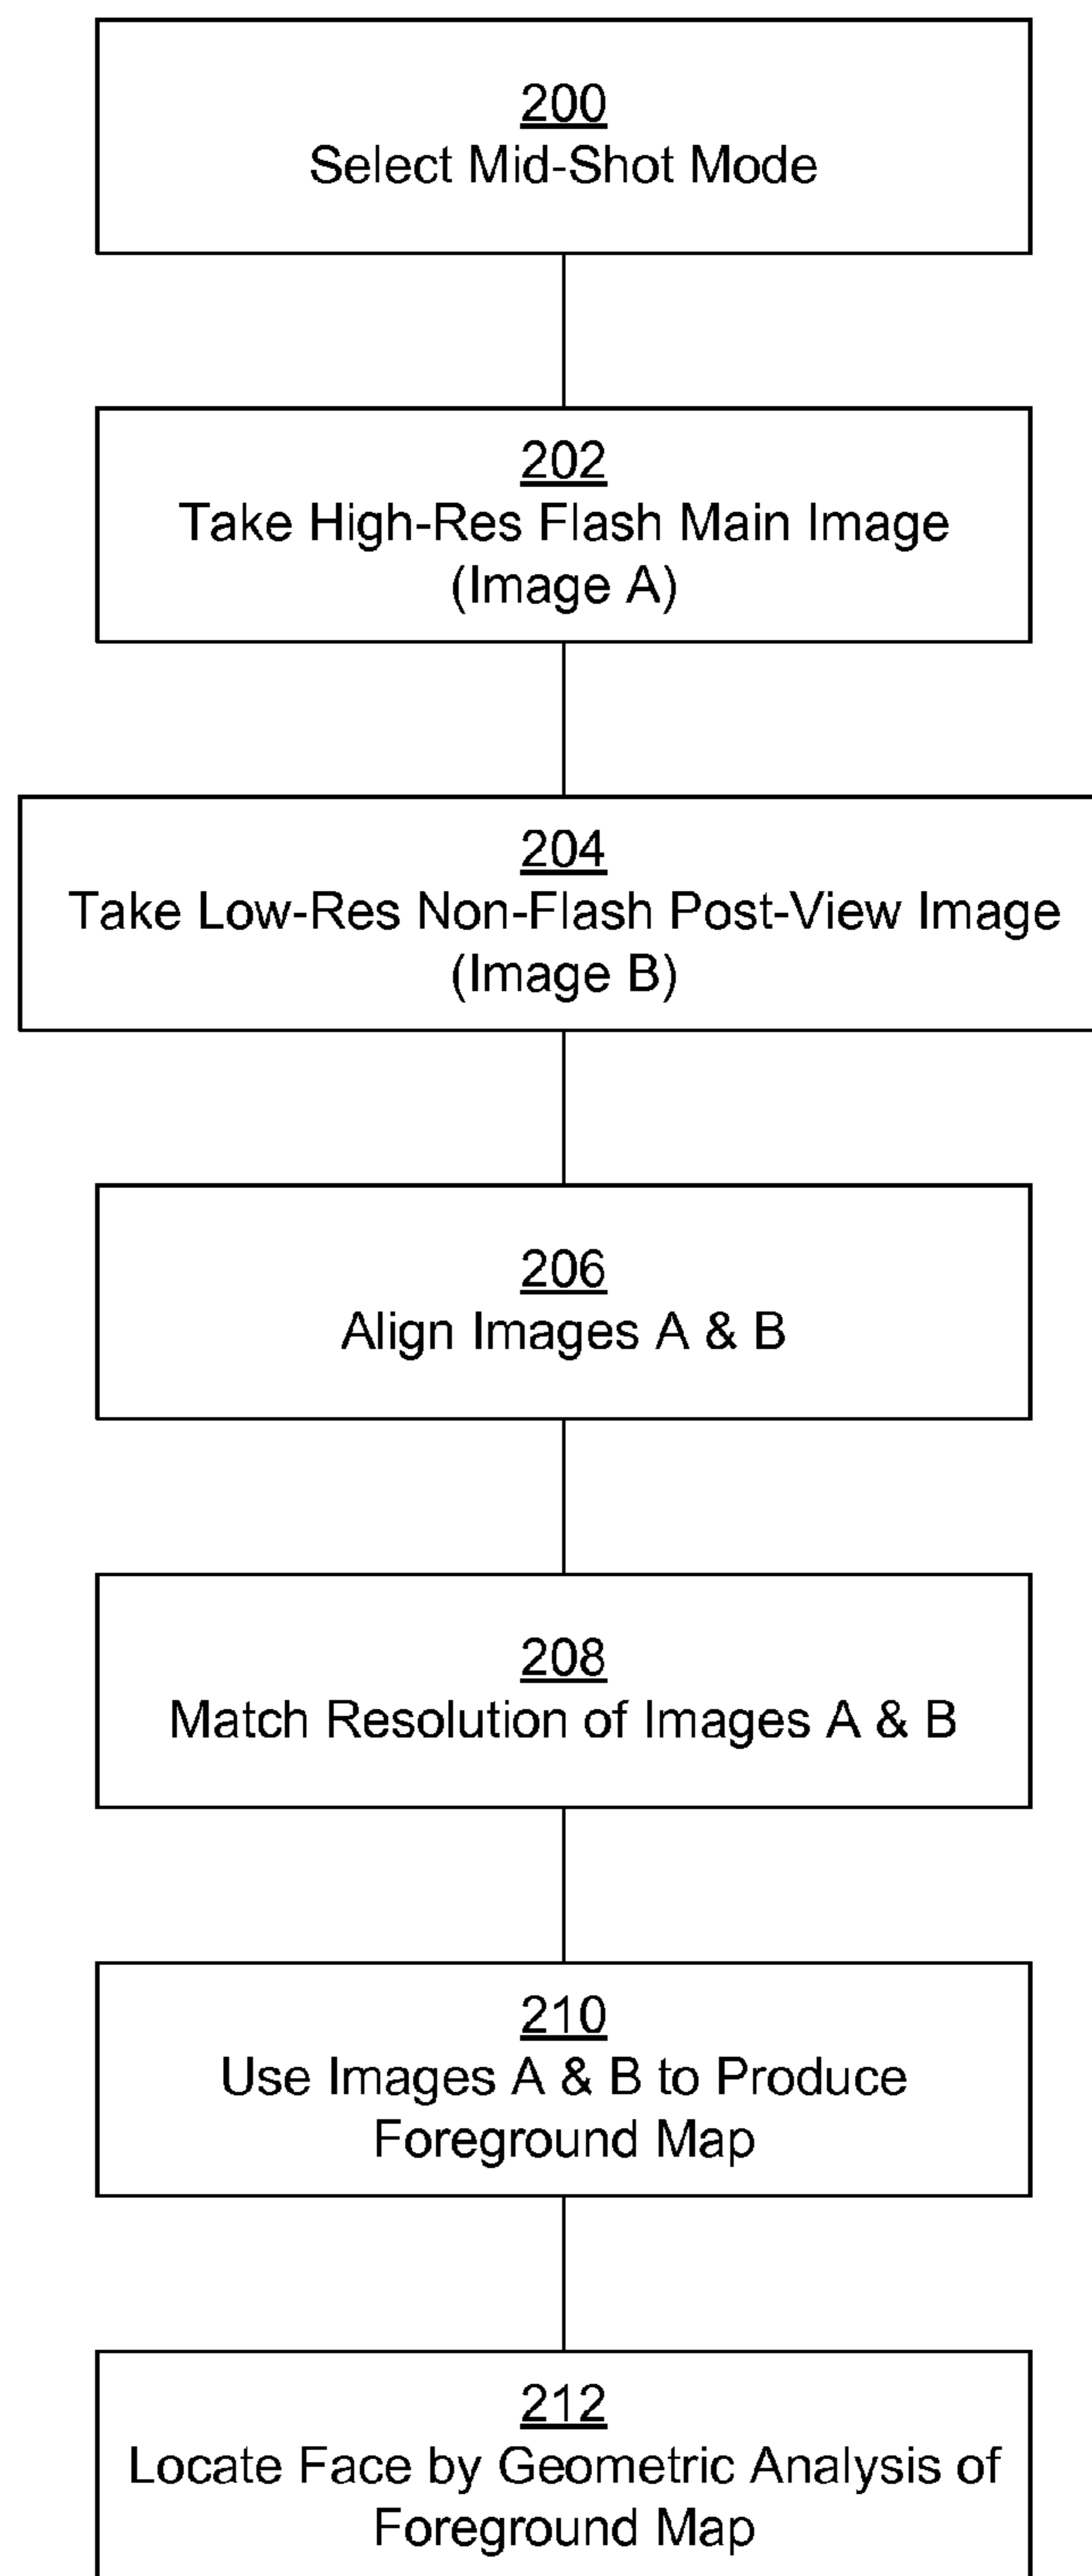 200
Select Mid-Shot Mode
202
Take High-Res Flash Main Image
(Image A)
204
Take Low-Res Non-Flash Post-View Image
(Image B)
206
Align Images A & B
208
Match Resolution of Images A & B
210
Use Images A & B to Produce
Foreground Map
212
Locate Face by Geometric Analysis of
Foreground Map